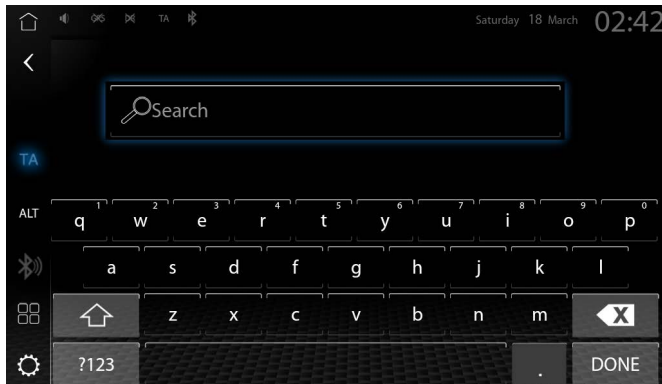 TA Saturday 18 March 02:42
Search
TA
ALT
1 2 3 4 5 6 7 8 9 0
q w e r t y u i o p
a s d f g h j k l
z x c v b n m X
?123 . DONE